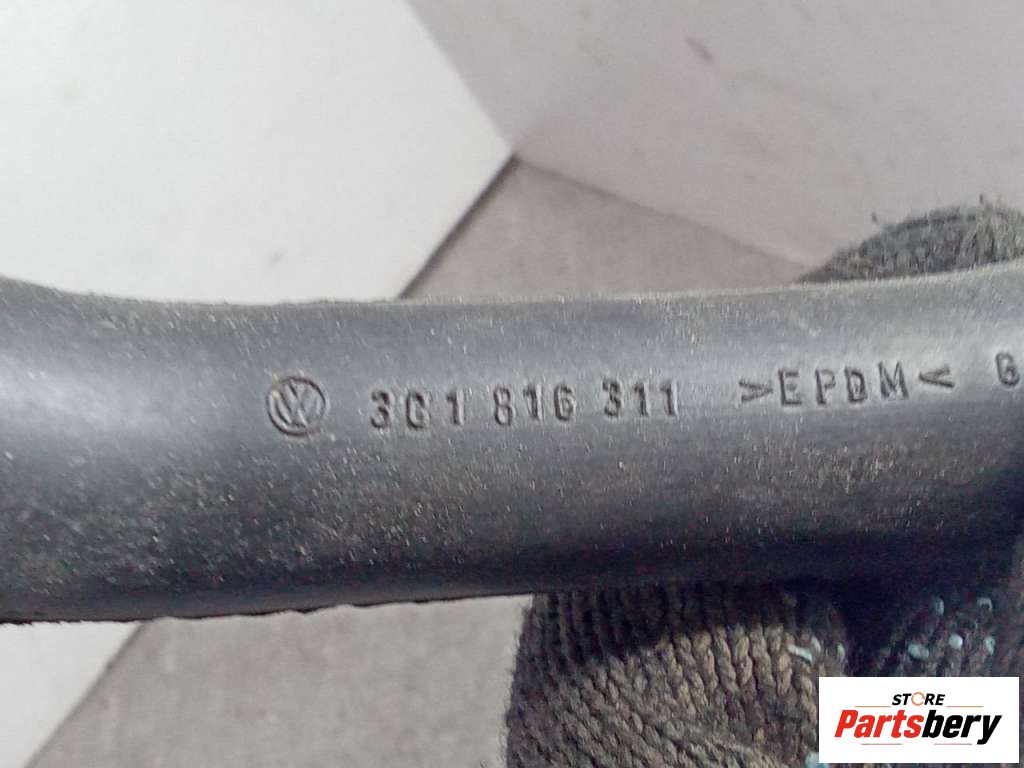 3C1 816 311 >EPDM<
STORE
Partsbery